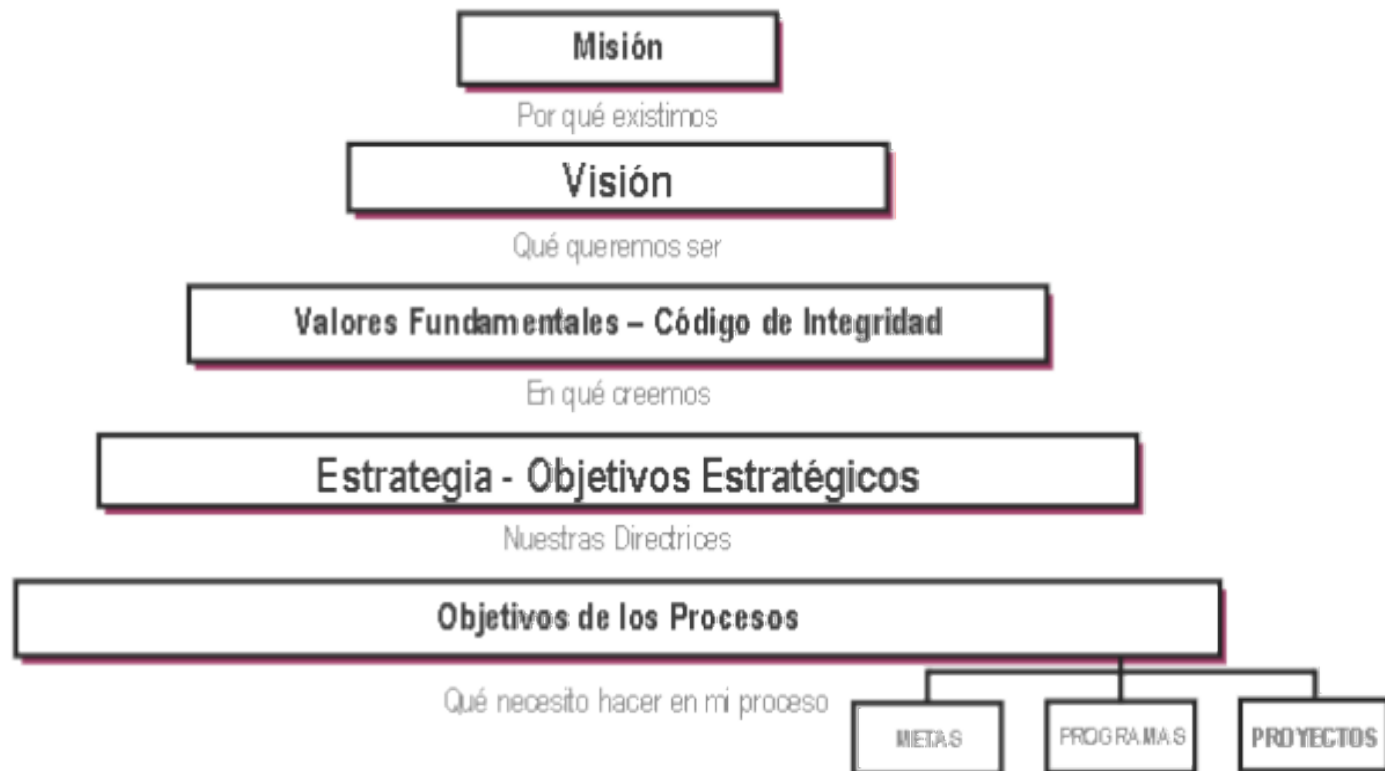 Misión
Por qué existimos
Visión
Qué queremos ser
Valores Fundamentales – Código de Integridad
En qué creemos
Estrategia - Objetivos Estratégicos
Nuestras Directrices
Objetivos de los Procesos
Qué necesito hacer en mi proceso
METAS
PROGRAMAS
PROYECTOS